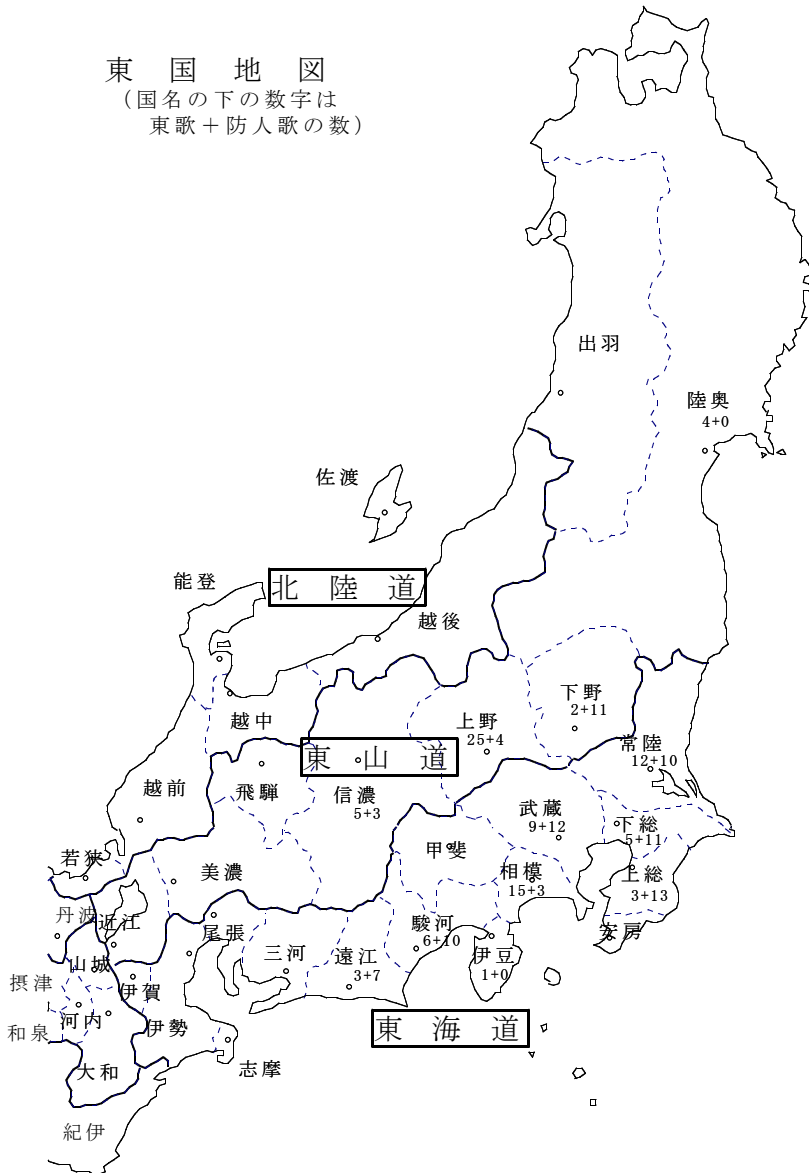 東国地図
（国名の下の数字は
東歌＋防人歌の数）
出羽
陸奥
4+0
佐渡
能登
北陸道
越後
下野
2+11
越中
上野
25+4
常陸
12+10
東山道
飛騨
信濃
5+3
越前
武蔵
9+12
下総
5+11
甲斐
若狭
美濃
相模
15+3
上総
3+13
丹波
近江
尾張
駿河
6+10
安房
三河
遠江
3+7
伊豆
1+0
山城
摂津
伊賀
河内
伊勢
東海道
和泉
大和
志摩
紀伊